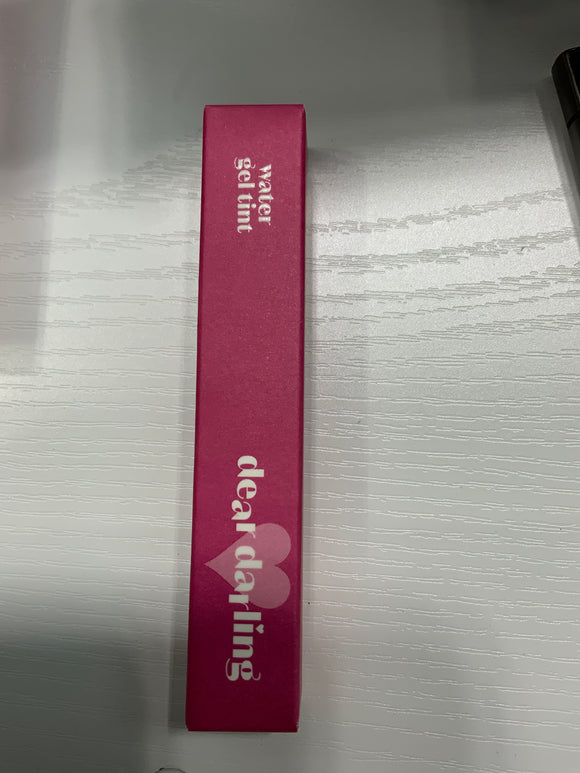 water
gel tint
dear darling